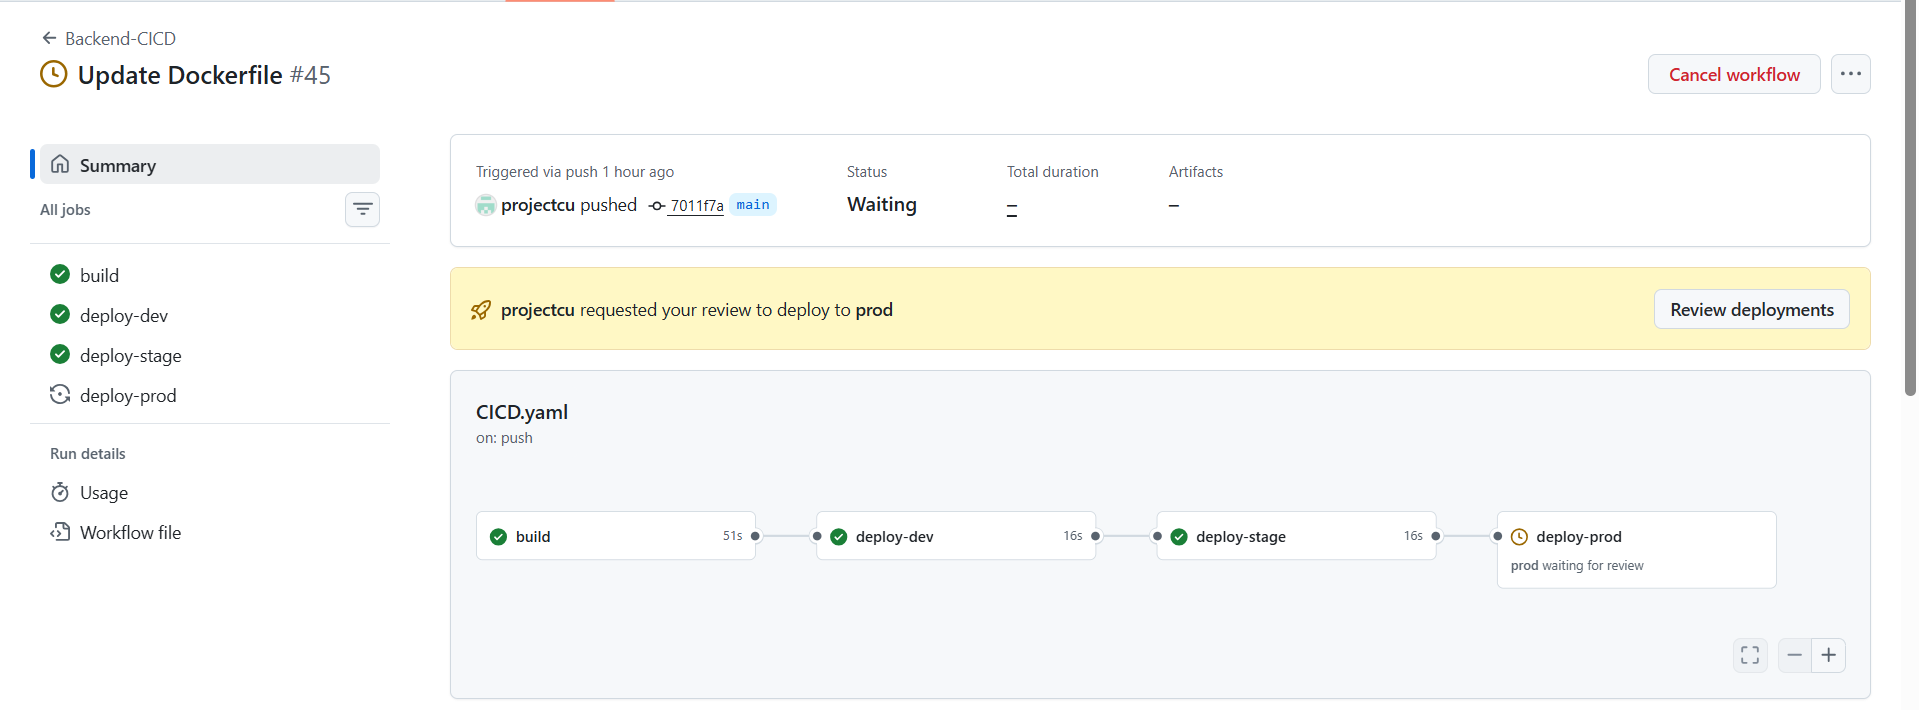 Backend-CICD
Update Dockerfile #45
Cancel workflow
Summary
All jobs
build
deploy-dev
deploy-stage
deploy-prod
Run details
Usage
Workflow file
Triggered via push 1 hour ago
projectcu pushed 7011f7a main
Status
Waiting
Total duration
–
Artifacts
–
projectcu requested your review to deploy to prod
Review deployments
CICD.yaml
on: push
build 51s
deploy-dev 16s
deploy-stage 16s
deploy-prod
prod waiting for review